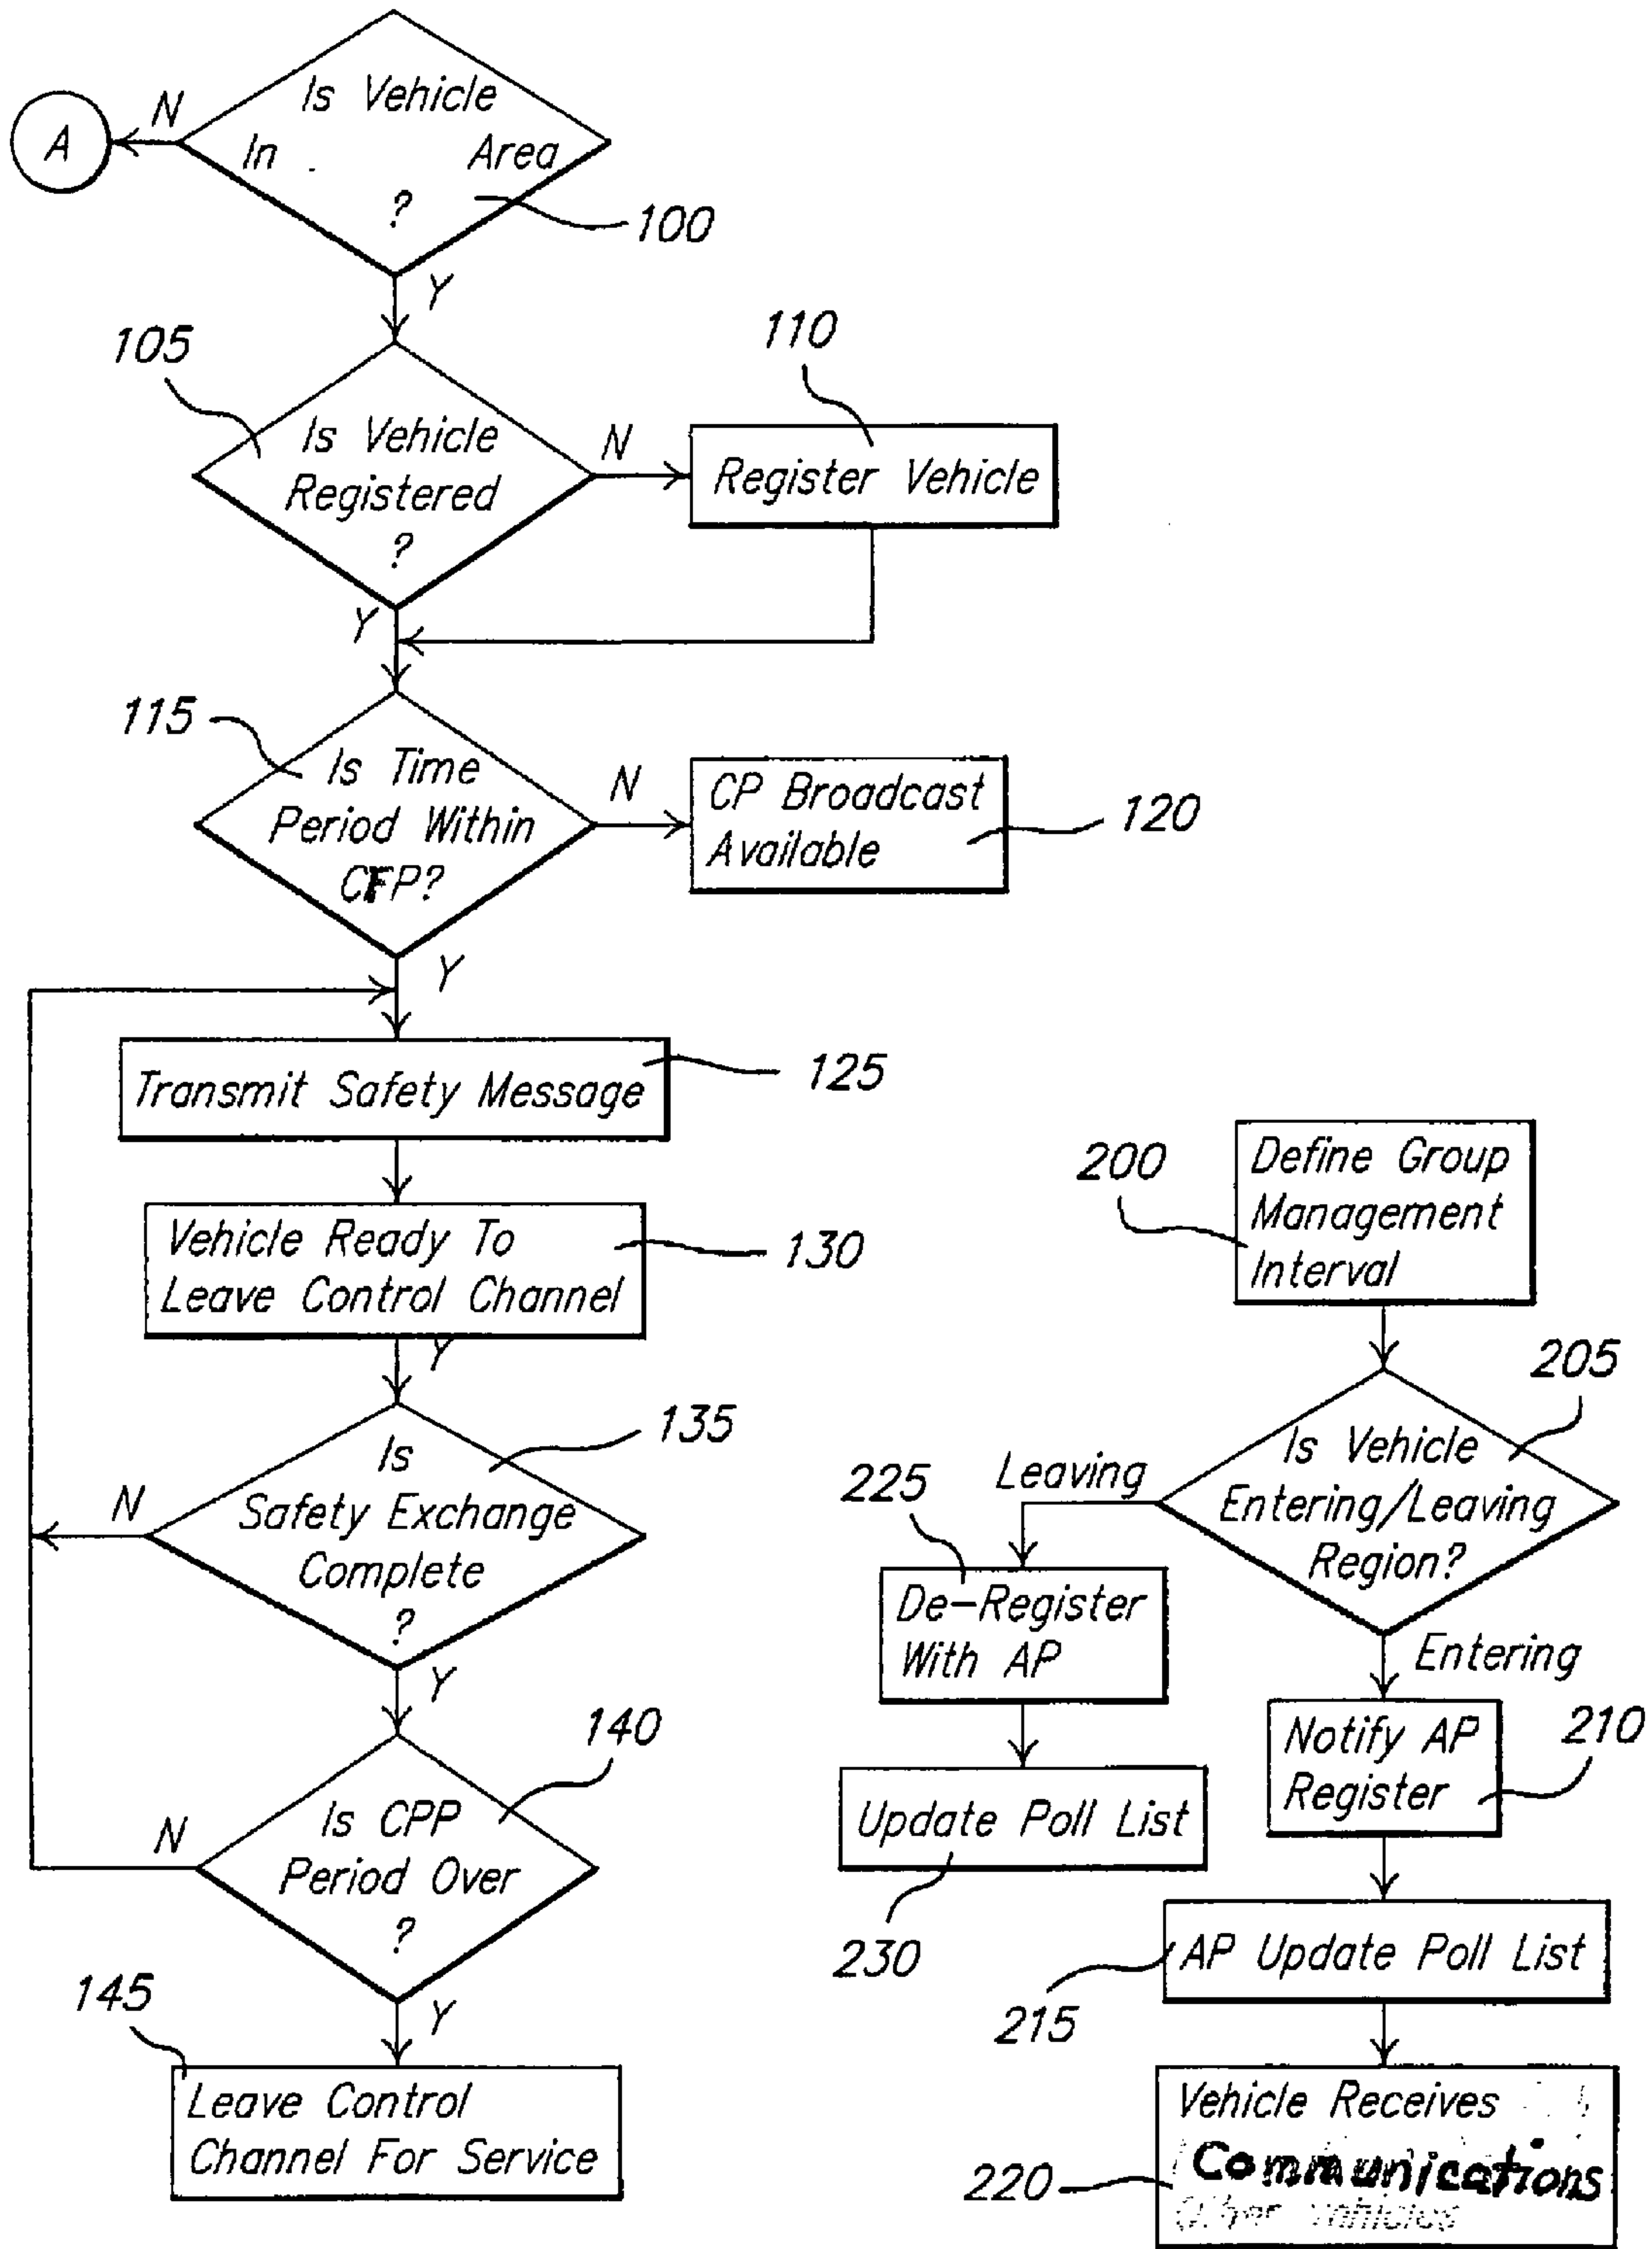 Is Vehicle
In Area
?
100
N
A
Y
105
Is Vehicle
Registered
?
N
110
Register Vehicle
Y
115
Is Time
Period Within
CFP?
N
CP Broadcast
Available
120
Y
Transmit Safety Message
125
Vehicle Ready To
Leave Control Channel
130
Y
135
Is
Safety Exchange
Complete
?
N
Y
140
Is CPP
Period Over
?
N
Y
145
Leave Control
Channel For Service
200
Define Group
Management
Interval
205
Is Vehicle
Entering/Leaving
Region?
Leaving
225
De-Register
With AP
Update Poll List
230
Entering
Notify AP
Register
210
AP Update Poll List
215
Vehicle Receives
Communications
220